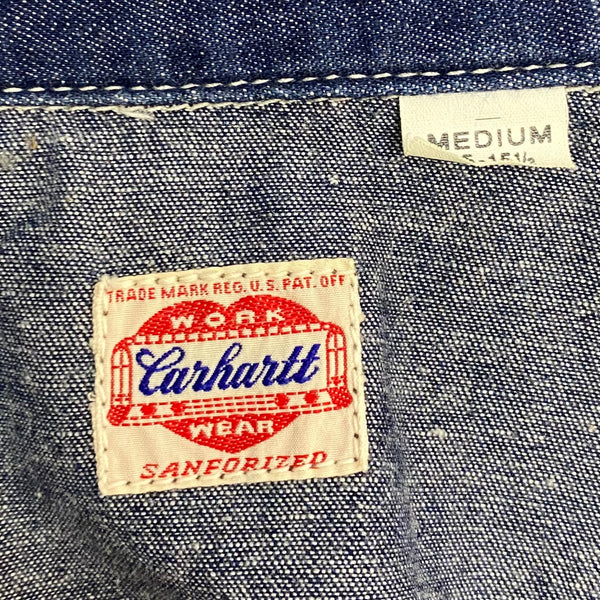 MEDIUM
TRADE MARK REG. U.S. PAT. OFF
WORK
Carhartt
WEAR
SANFORIZED